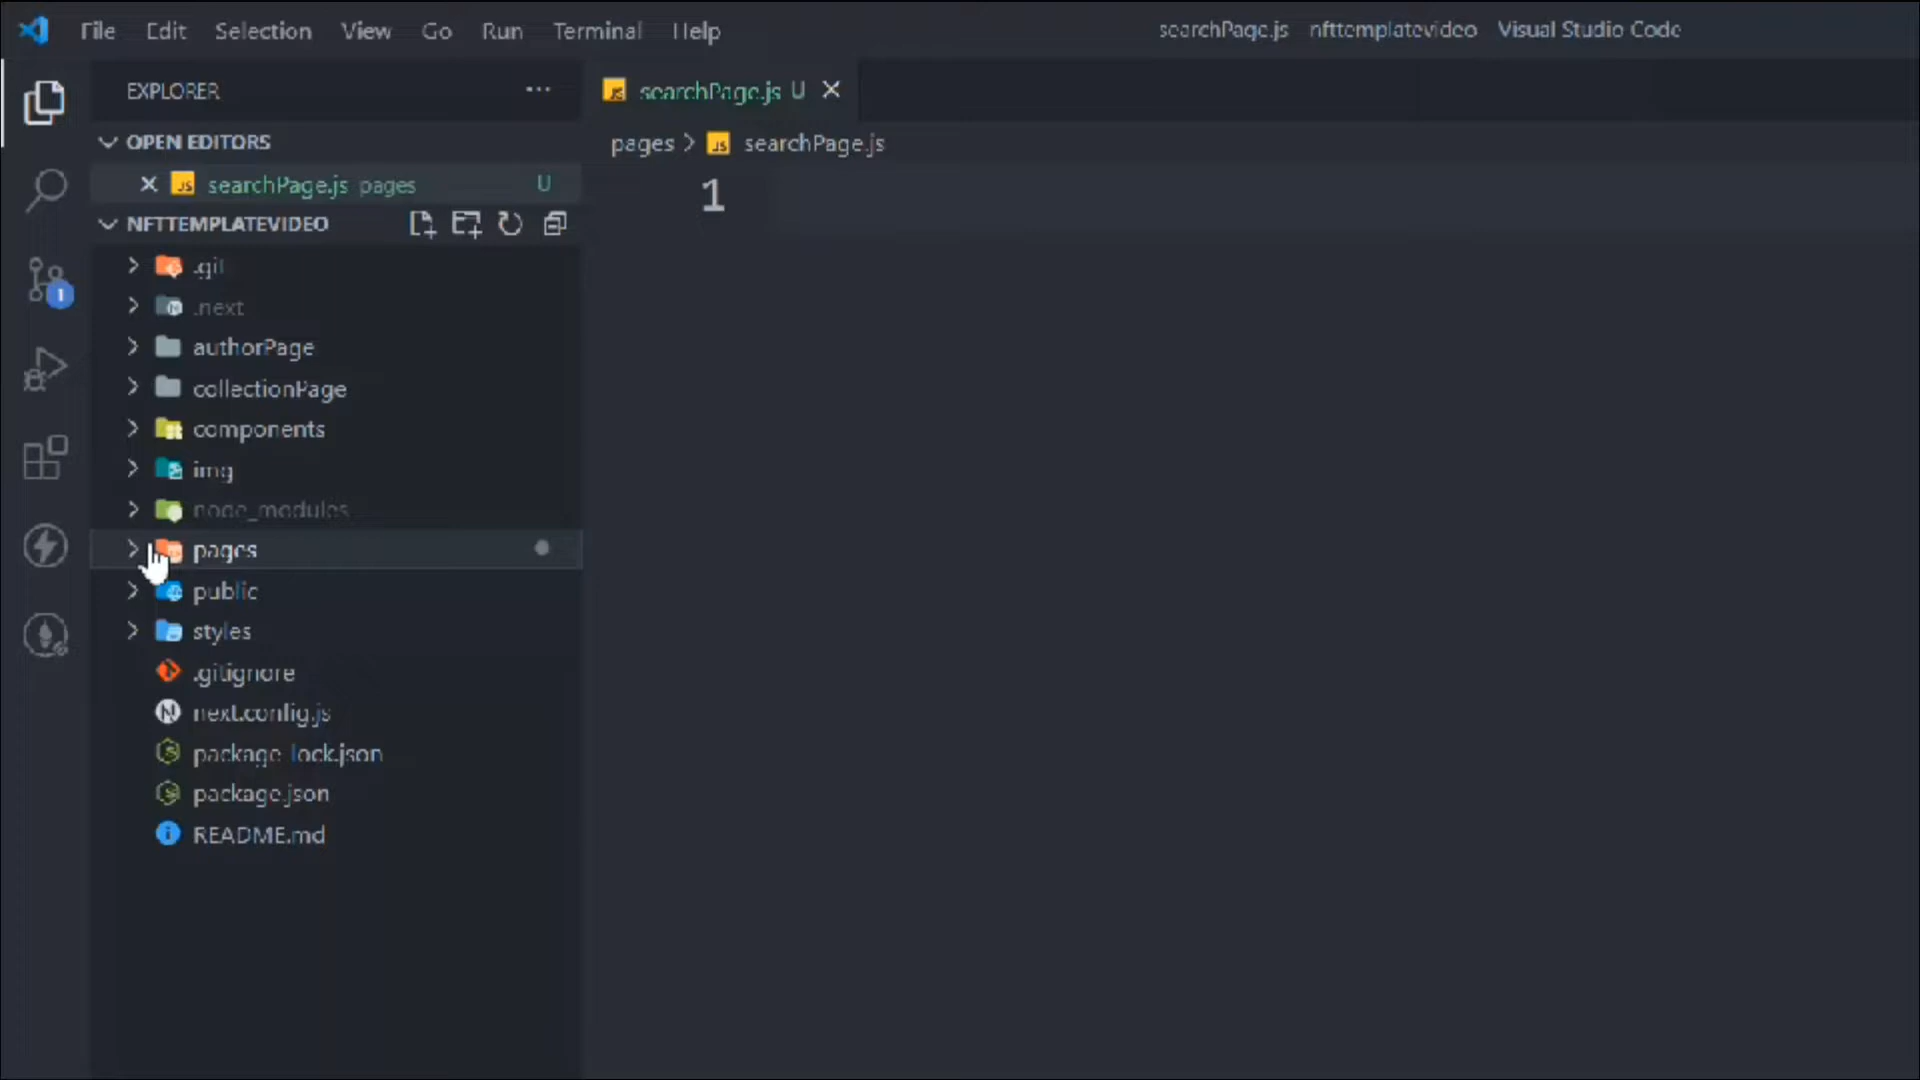 File Edit Selection View Go Run Terminal Help
searchPage.js nfttemplatevideo Visual Studio Code
EXPLORER
searchPage.js U
OPEN EDITORS
pages > searchPage.js
searchPage.js pages U
1
NFTTEMPLATEVIDEO
.git
.next
authorPage
collectionPage
components
img
node_modules
pages
public
styles
.gitignore
next.config.js
package-lock.json
package.json
README.md
1